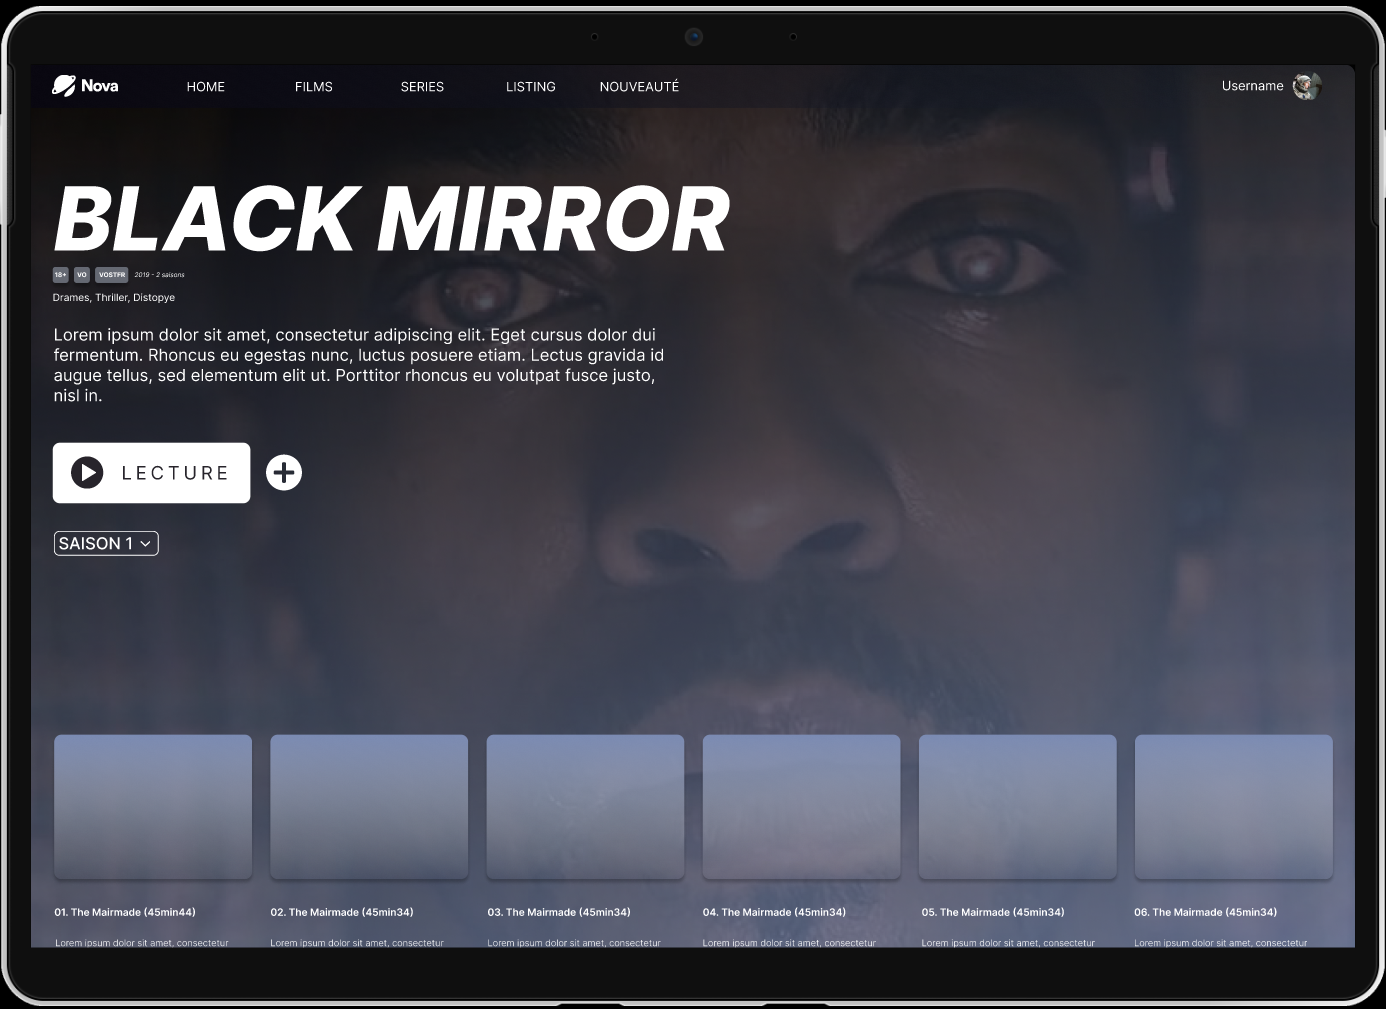 Nova
HOME
FILMS
SERIES
LISTING
NOUVEAUTÉ
Username
BLACK MIRROR
18+ VO VOSTFR 2019 - 2 saisons
Drames, Thriller, Distopye
Lorem ipsum dolor sit amet, consectetur adipiscing elit. Eget cursus dolor dui
fermentum. Rhoncus eu egestas nunc, luctus posuere etiam. Lectus gravida id
augue tellus, sed elementum elit ut. Porttitor rhoncus eu volutpat fusce justo,
nisl in.
LECTURE
SAISON 1
01. The Mairmade (45min44)
02. The Mairmade (45min34)
03. The Mairmade (45min34)
04. The Mairmade (45min34)
05. The Mairmade (45min34)
06. The Mairmade (45min34)
Lorem ipsum dolor sit amet, consectetur
Lorem ipsum dolor sit amet, consectetur
Lorem ipsum dolor sit amet, consectetur
Lorem ipsum dolor sit amet, consectetur
Lorem ipsum dolor sit amet, consectetur
Lorem ipsum dolor sit amet, consectetur